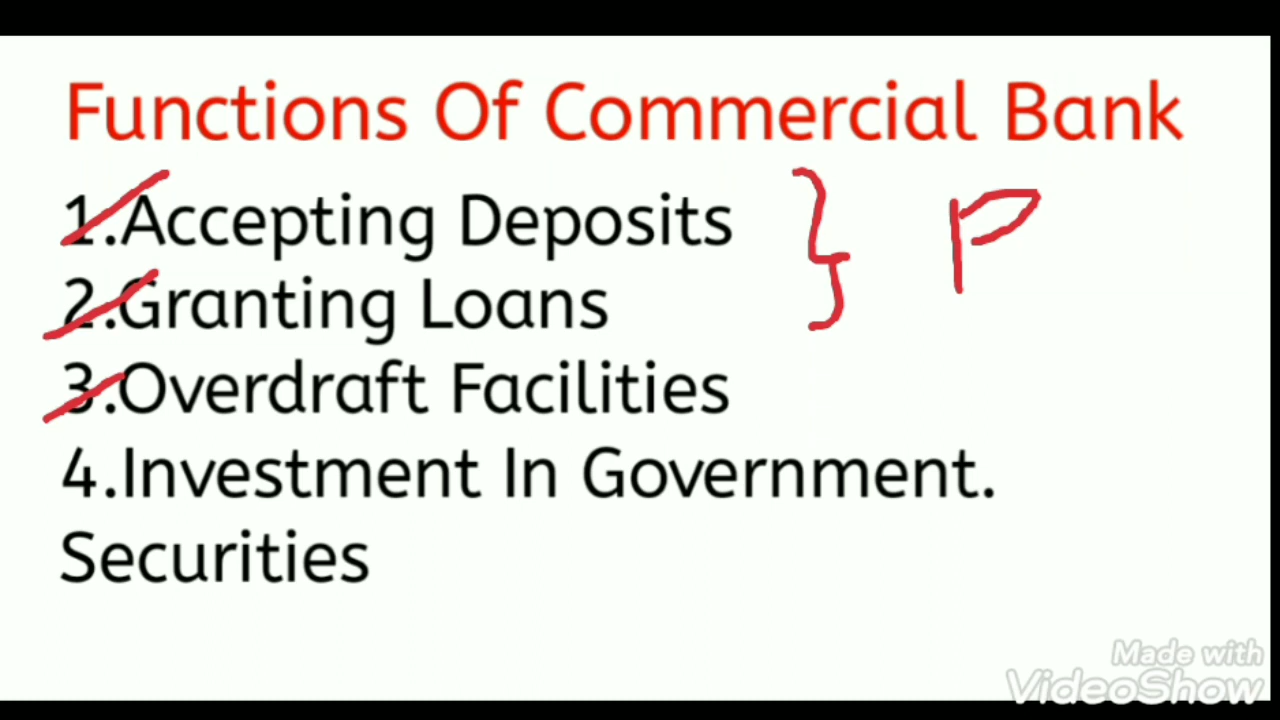 Functions Of Commercial Bank
1.Accepting Deposits
2.Granting Loans
P
3.Overdraft Facilities
4.Investment In Government.
Securities
Made with
VideoShow